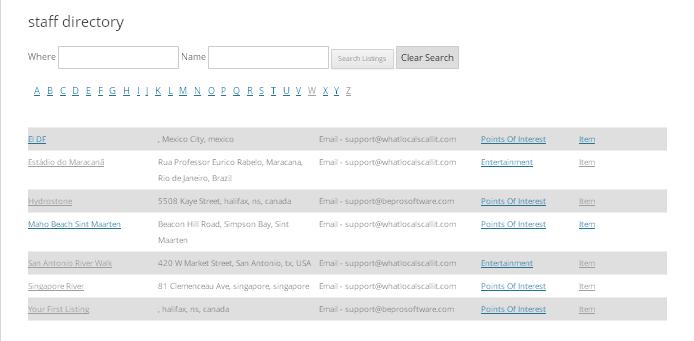 staff directory
Where Name Search Listings Clear Search
A B C D E F G H I J K L M N O P Q R S T U V W X Y Z
El DF , Mexico City, mexico Email - support@whatlocalscallit.com Points Of Interest Item
Estádio do Maracanã Rua Professor Eurico Rabelo, Maracana, Email - support@whatlocalscallit.com Entertainment Item
Rio de Janeiro, Brazil
Hydrostone 5508 Kaye Street, halifax, ns, canada Email - support@beprosoftware.com Points Of Interest Item
Maho Beach Sint Maarten Beacon Hill Road, Simpson Bay, Sint Email - support@whatlocalscallit.com Points Of Interest Item
Maarten
San Antonio River Walk 420 W Market Street, San Antonio, tx, USA Email - support@whatlocalscallit.com Entertainment Item
Singapore River 81 Clemenceau Ave, singapore, singapore Email - support@whatlocalscallit.com Points Of Interest Item
Your First Listing , halifax, ns, canada Email - support@beprosoftware.com Points Of Interest Item